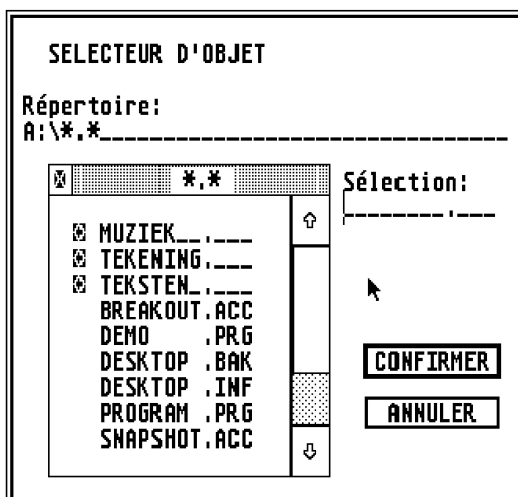 SELECTEUR D'OBJET
Répertoire:
A:\*.*_________________________________
*.*
Sélection:
________.___
MUZIEK__.___
TEKENING.___
TEKSTEN_.___
BREAKOUT.ACC
DEMO    .PRG
DESKTOP .BAK
DESKTOP .INF
PROGRAM .PRG
SNAPSHOT.ACC
CONFIRMER
ANNULER